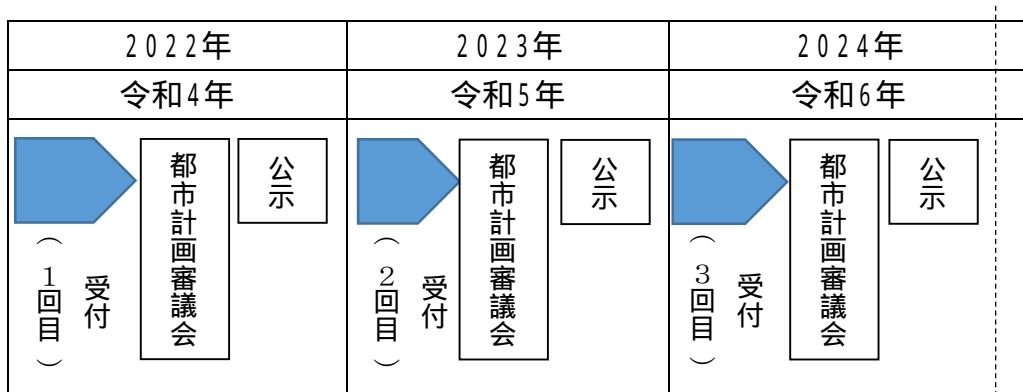 2022年
2023年
2024年
令和4年
令和5年
令和6年
受付
（1回目）
都市計画審議会
公示
受付
（2回目）
都市計画審議会
公示
受付
（3回目）
都市計画審議会
公示